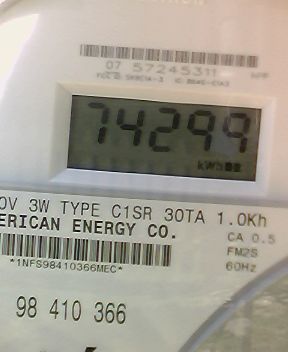 07 57245311
74299
kWh
0V 3W TYPE C1SR 30TA 1.0Kh
ERICAN ENERGY CO.
CA 0.5
FM2S
60Hz
*1NFS98410366MEC*
98 410 366